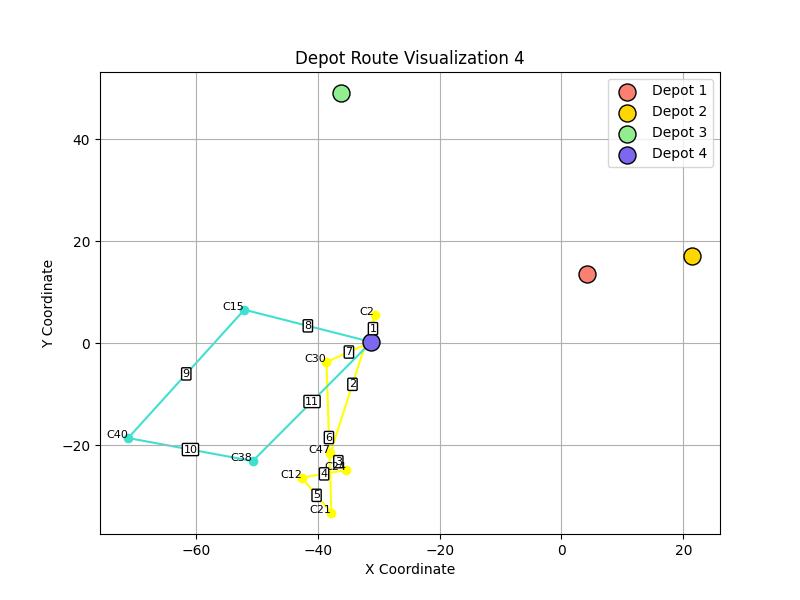 Depot Route Visualization 4
Depot 1
Depot 2
Depot 3
Depot 4
Y Coordinate
40
20
0
−20
C2
1
C15
8
7
C30
2
9
11
6
C40
10
C38
C47
3
C24
4
C12
5
C21
−60
−40
−20
0
20
X Coordinate